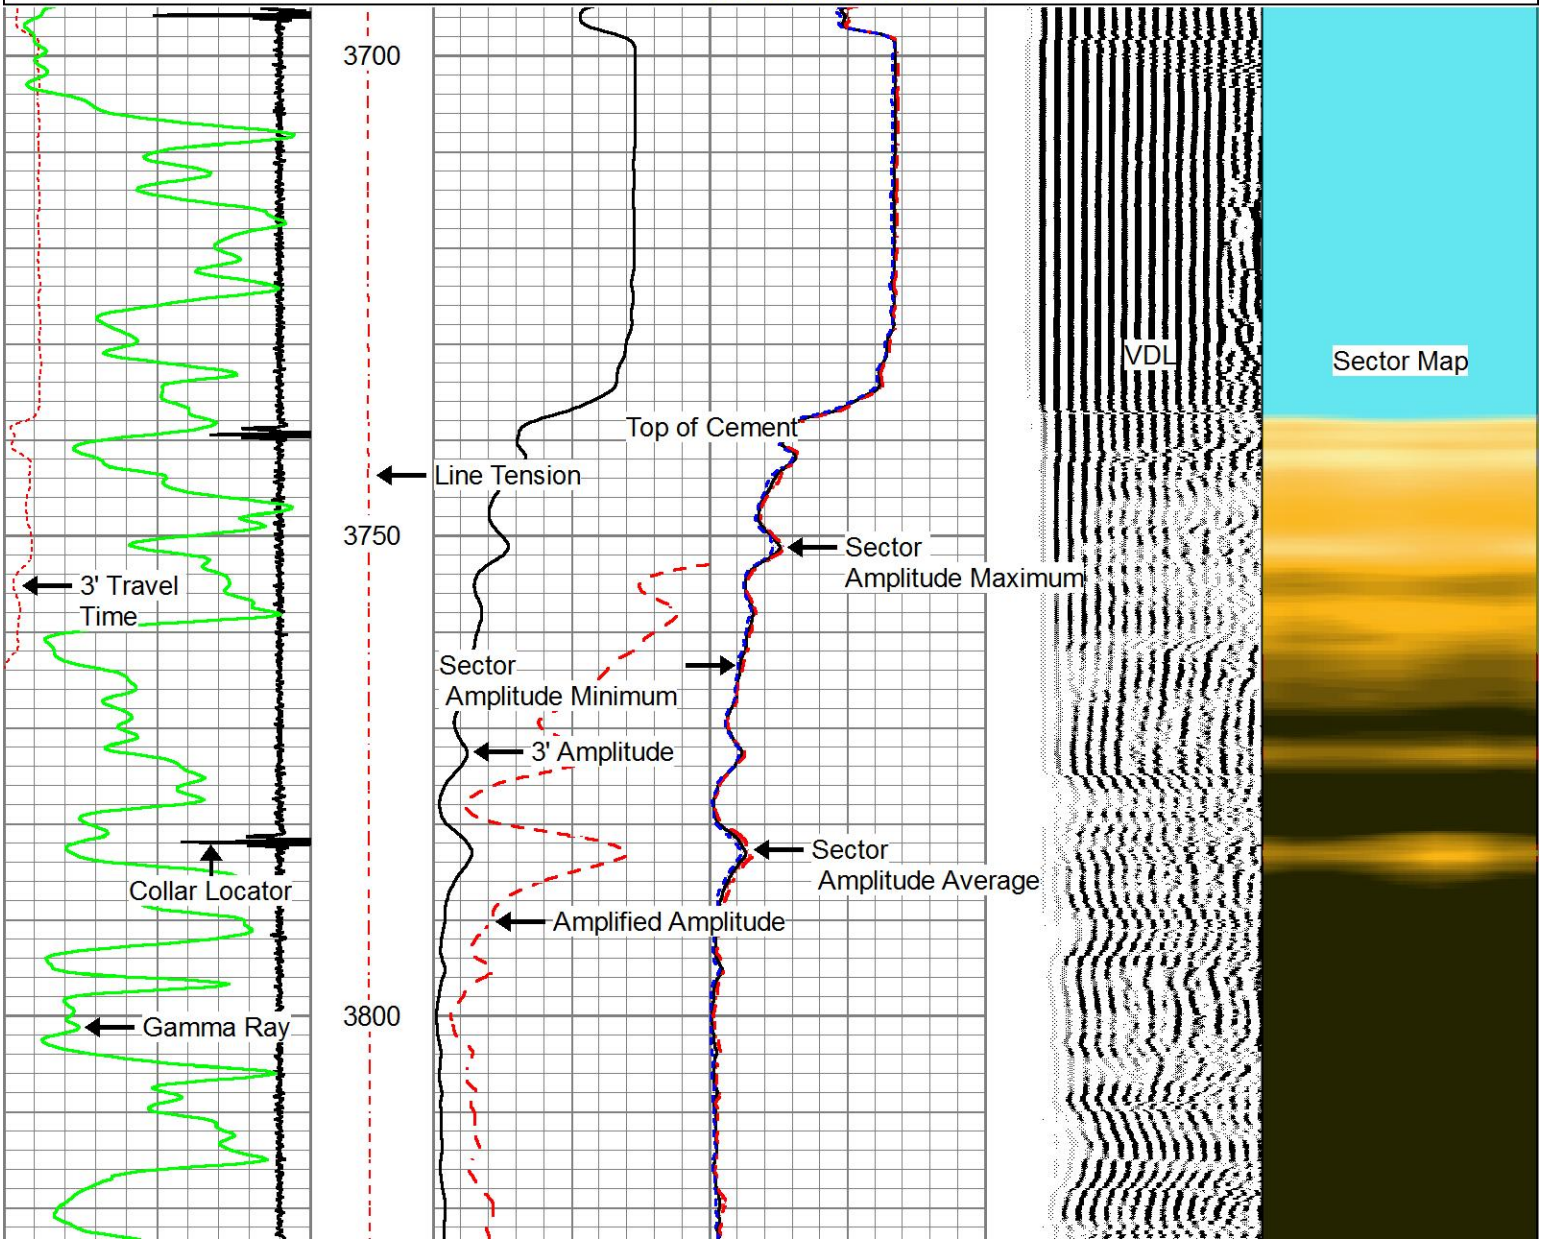 3700
VDL
Sector Map
Top of Cement
Line Tension
3750
Sector
Amplitude Maximum
3' Travel
Time
Sector
Amplitude Minimum
3' Amplitude
Sector
Amplitude Average
Collar Locator
Amplified Amplitude
3800
Gamma Ray